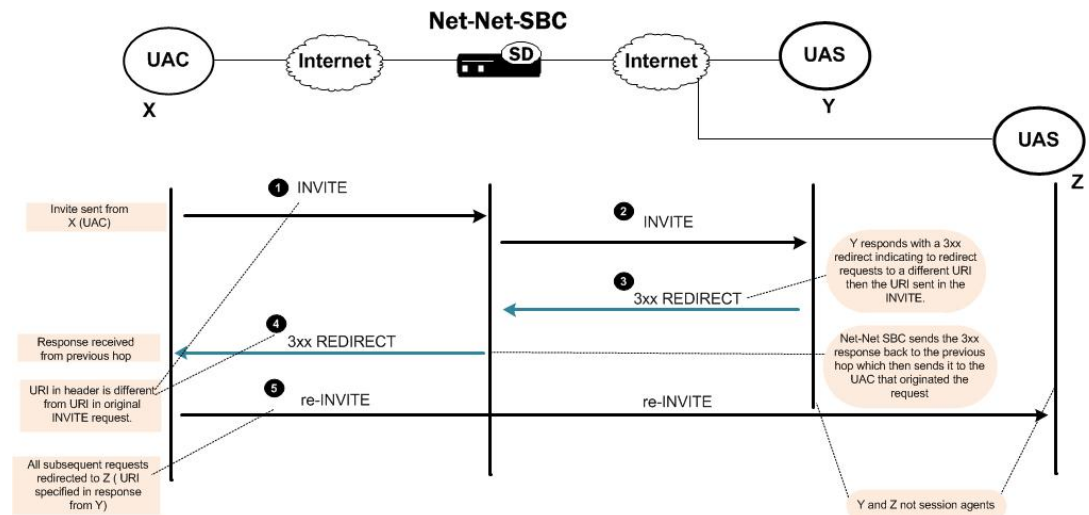 Net-Net-SBC
UAC
Internet
SD
Internet
UAS
X
Y
UAS
Z
1 INVITE
Invite sent from
X (UAC)
2
INVITE
Y responds with a 3xx
redirect indicating to redirect
requests to a different URI
then the URI sent in the
INVITE.
3
3xx REDIRECT
4
3xx REDIRECT
Response received
from previous hop
Net-Net SBC sends the 3xx
response back to the previous
hop which then sends it to the
UAC that originated the
request
URI in header is different
from URI in original
INVITE request.
5
re-INVITE
re-INVITE
All subsequent requests
redirected to Z ( URI
specified in response
from Y)
Y and Z not session agents